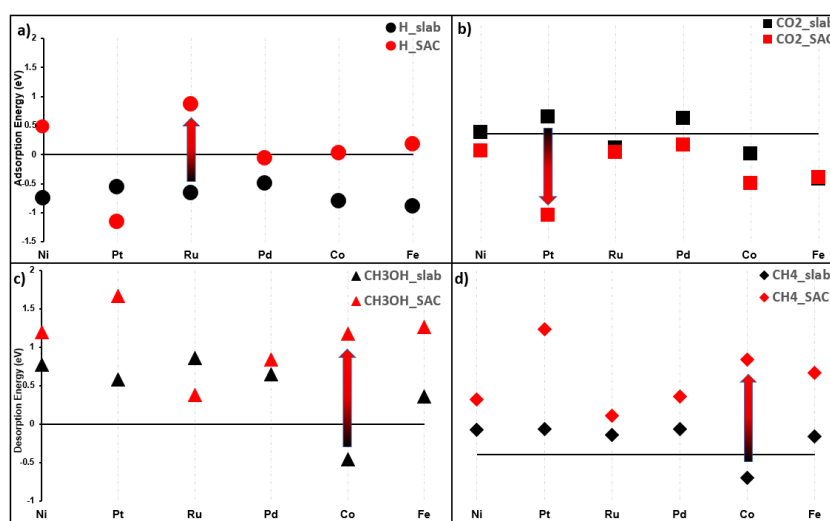 a)
H_slab
H_SAC
Adsorption Energy (eV)
2
1.5
1
0.5
0
-0.5
-1
-1.5
Ni Pt Ru Pd Co Fe
b)
CO2_slab
CO2_SAC
Ni Pt Ru Pd Co Fe
c)
CH3OH_slab
CH3OH_SAC
Desorption Energy (eV)
2
1.5
1
0.5
0
-0.5
-1
Ni Pt Ru Pd Co Fe
d)
CH4_slab
CH4_SAC
Ni Pt Ru Pd Co Fe